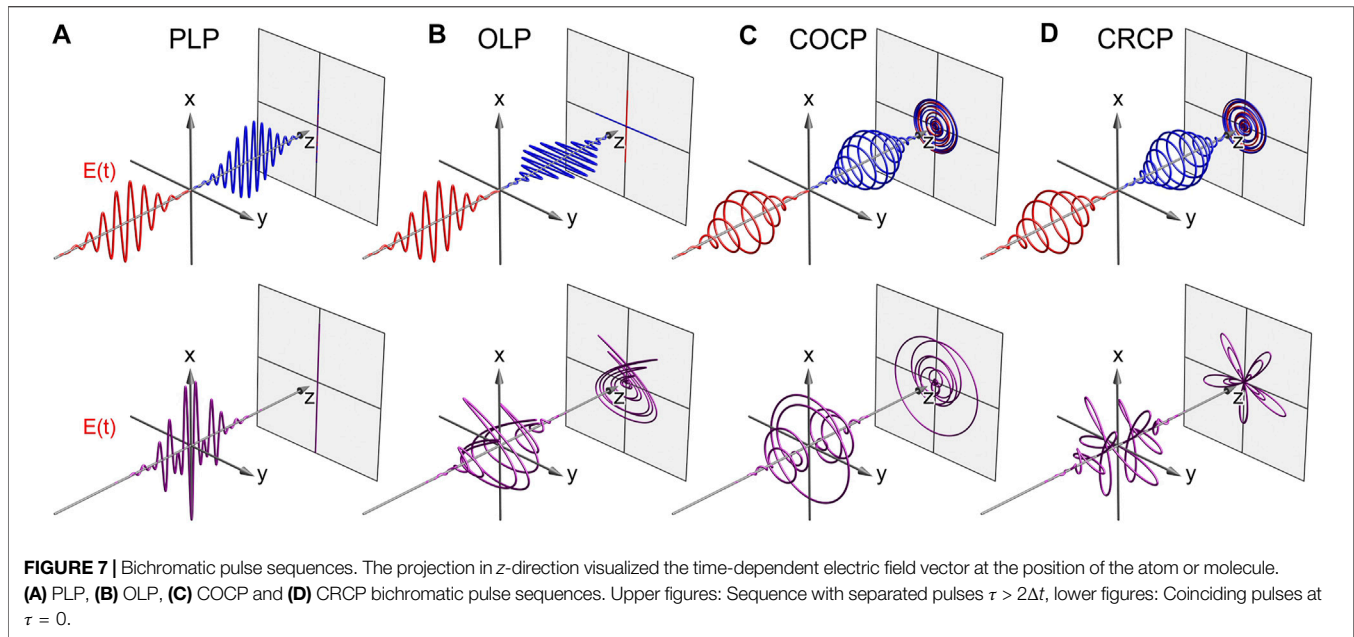 A PLP B OLP C COCP D CRCP
x x x x
z z z z
E(t)
y y y y
x x x x
z z z z
E(t)
y y y y
FIGURE 7 | Bichromatic pulse sequences. The projection in z-direction visualized the time-dependent electric field vector at the position of the atom or molecule.
(A) PLP, (B) OLP, (C) COCP and (D) CRCP bichromatic pulse sequences. Upper figures: Sequence with separated pulses τ > 2Δt, lower figures: Coinciding pulses at
τ = 0.